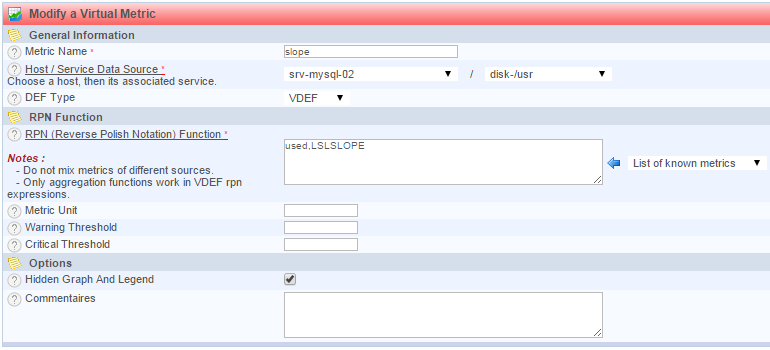 Modify a Virtual Metric
General Information
Metric Name * slope
Host / Service Data Source * srv-mysql-02 / disk-/usr
Choose a host, then its associated service.
DEF Type VDEF
RPN Function
RPN (Reverse Polish Notation) Function *
used,LSLSLOPE
Notes :
- Do not mix metrics of different sources.
- Only aggregation functions work in VDEF rpn
expressions.
List of known metrics
Metric Unit
Warning Threshold
Critical Threshold
Options
Hidden Graph And Legend
Commentaires